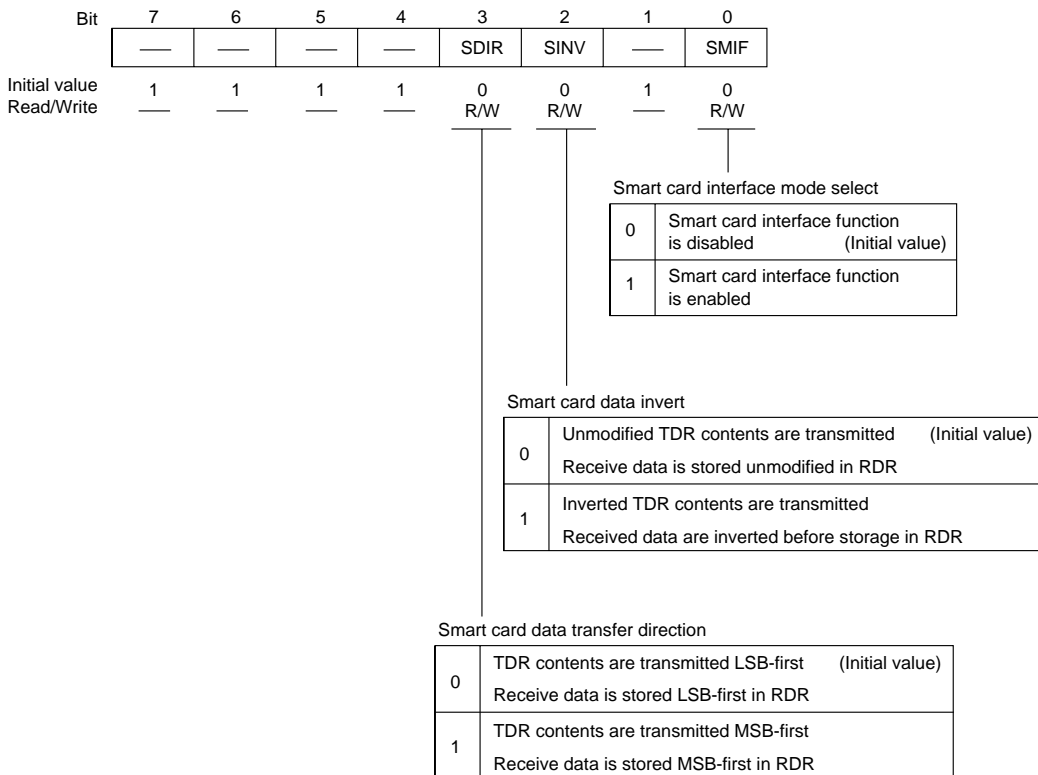 Bit 7 6 5 4 3 2 1 0
— — — — SDIR SINV — SMIF
Initial value 1 1 1 1 0 0 1 0
Read/Write — — — — R/W R/W — R/W
Smart card interface mode select
0 Smart card interface function
is disabled (Initial value)
1 Smart card interface function
is enabled
Smart card data invert
0 Unmodified TDR contents are transmitted (Initial value)
Receive data is stored unmodified in RDR
1 Inverted TDR contents are transmitted
Received data are inverted before storage in RDR
Smart card data transfer direction
0 TDR contents are transmitted LSB-first (Initial value)
Receive data is stored LSB-first in RDR
1 TDR contents are transmitted MSB-first
Receive data is stored MSB-first in RDR